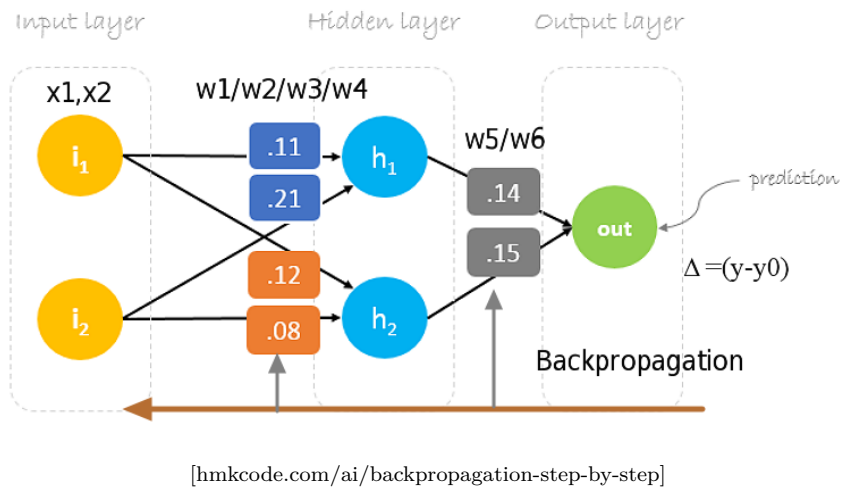 Input layer
Hidden layer
Output layer
x1,x2
w1/w2/w3/w4
w5/w6
i1
.11
h1
.21
.14
prediction
out
.15
Δ=(y-y0)
.12
i2
.08
h2
Backpropagation
[hmkcode.com/ai/backpropagation-step-by-step]